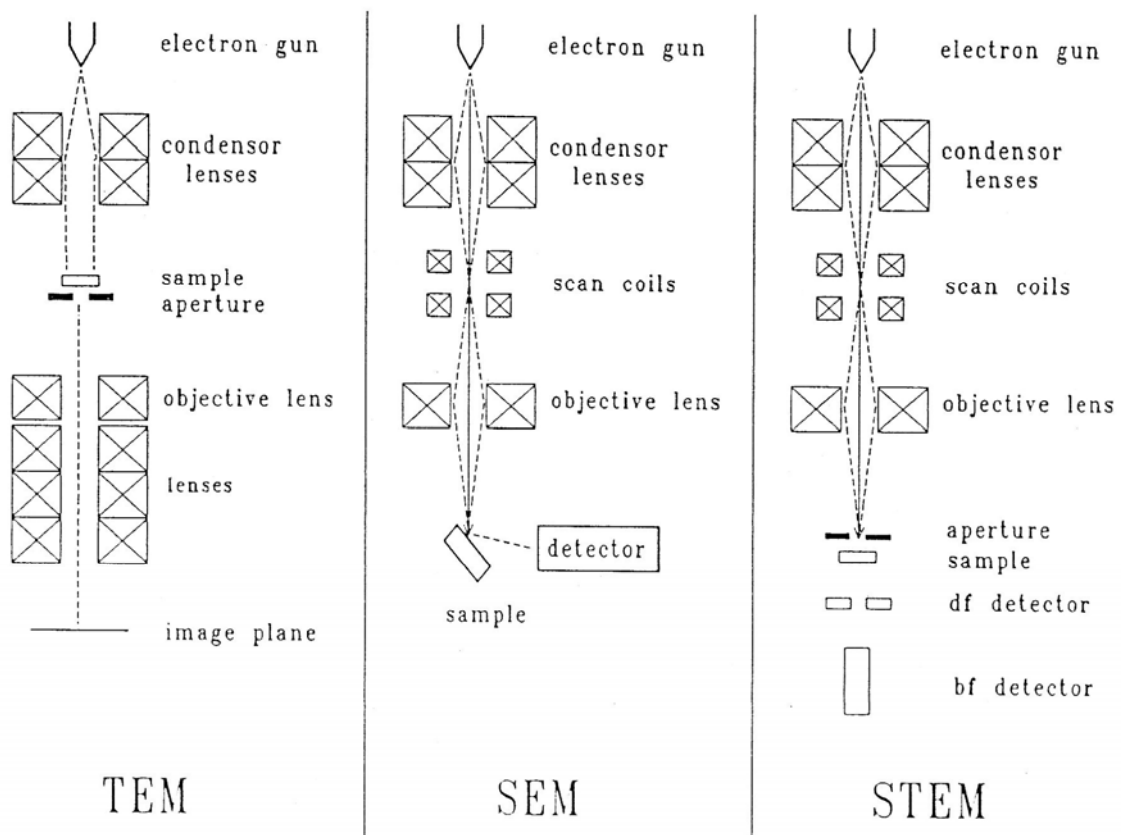 electron gun
condensor
lenses
sample
aperture
objective lens
lenses
image plane
TEM
electron gun
condensor
lenses
scan coils
objective lens
detector
sample
SEM
electron gun
condensor
lenses
scan coils
objective lens
aperture
sample
df detector
bf detector
STEM